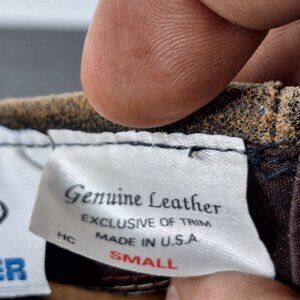 Genuine Leather
EXCLUSIVE OF TRIM
MADE IN U.S.A
HC
SMALL
ER